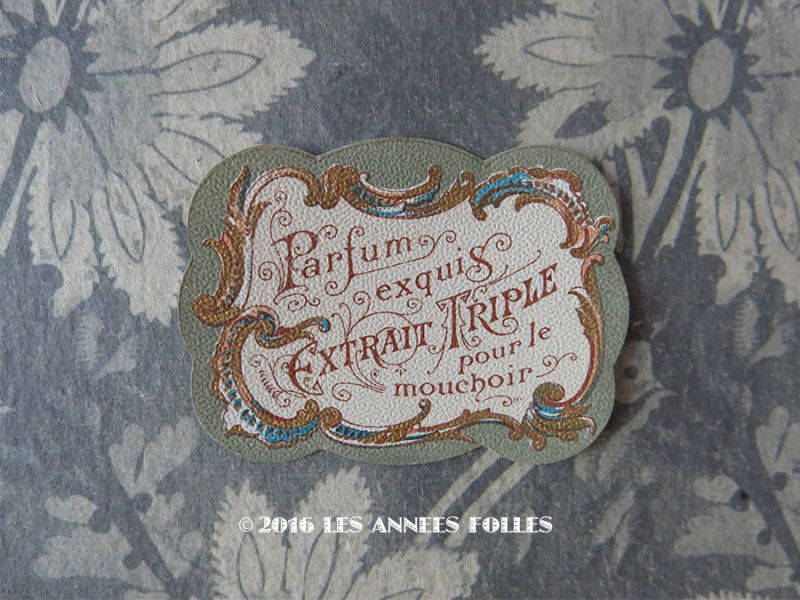 Parfum
exquis
EXTRAIT TRIPLE
pour le
mouchoir
© 2016 LES ANNEES FOLLES